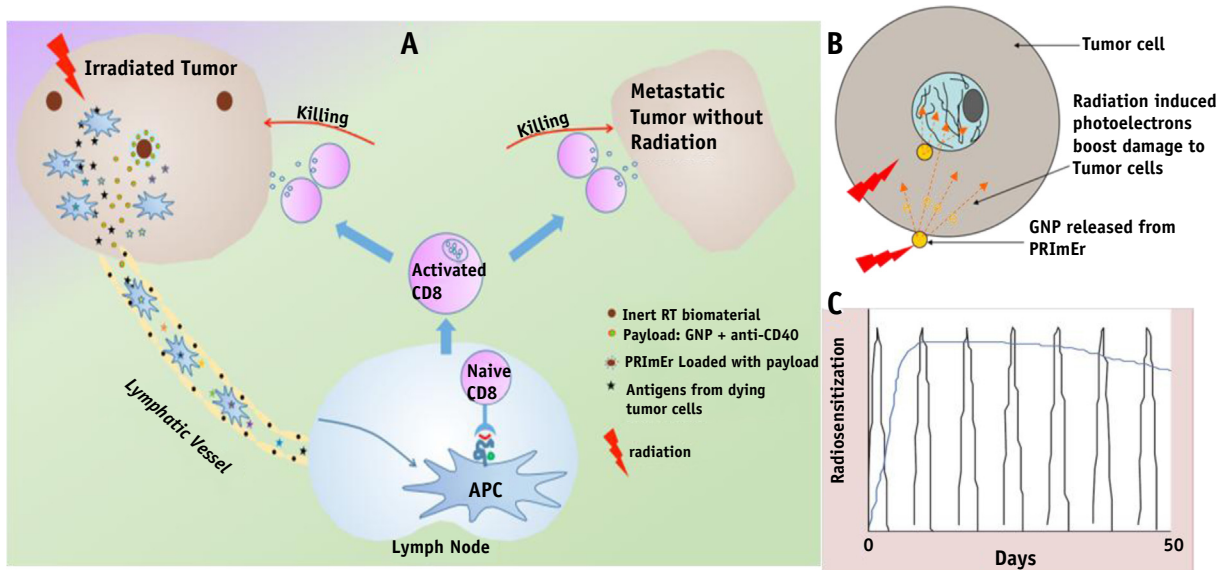 A
Irradiated Tumor
Killing
Killing
Metastatic
Tumor without
Radiation
Activated
CD8
Naive
CD8
APC
Lymph Node
Lymphatic Vessel
Inert RT biomaterial
Payload: GNP + anti-CD40
PRImEr Loaded with payload
Antigens from dying
tumor cells
radiation
B
Tumor cell
Radiation induced
photoelectrons
boost damage to
Tumor cells
GNP released from
PRImEr
C
Radiosensitization
0
50
Days